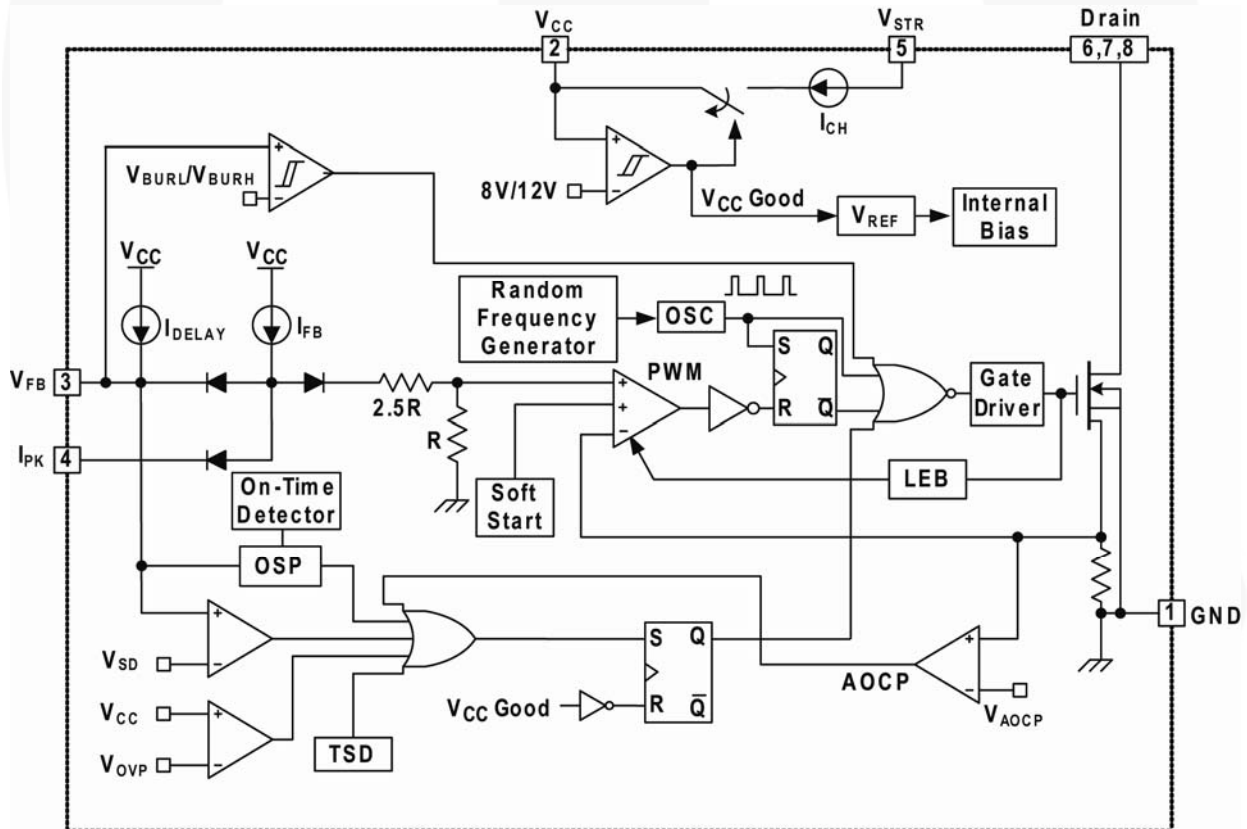 VCC
VSTR
Drain
2
5
6,7,8
ICH
+
-
8V/12V
VCC Good
VREF
Internal
Bias
VBURL/VBURH
+
-
VCC
VCC
IDELAY
IFB
Random
Frequency
Generator
OSC
VFB
3
2.5R
R
PWM
+
+
-
S
Q
R
Q̅
Gate
Driver
IPK
4
LEB
On-Time
Detector
Soft
Start
OSP
1
GND
+
-
VSD
S
Q
R
Q̅
VCC Good
AOCP
+
-
VAOCP
VCC
+
VOVP
-
TSD